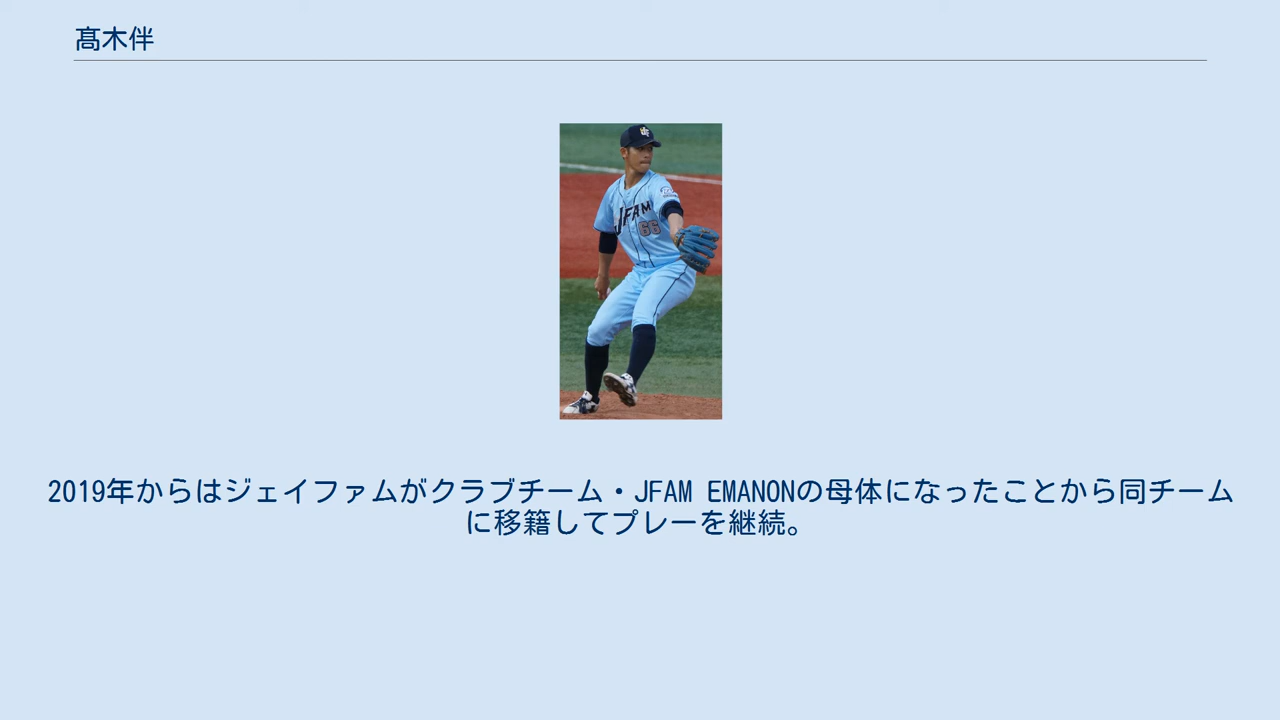 髙木伴
JFAM
66
2019年からはジェイファムがクラブチーム・JFAM EMANONの母体になったことから同チーム
に移籍してプレーを継続。